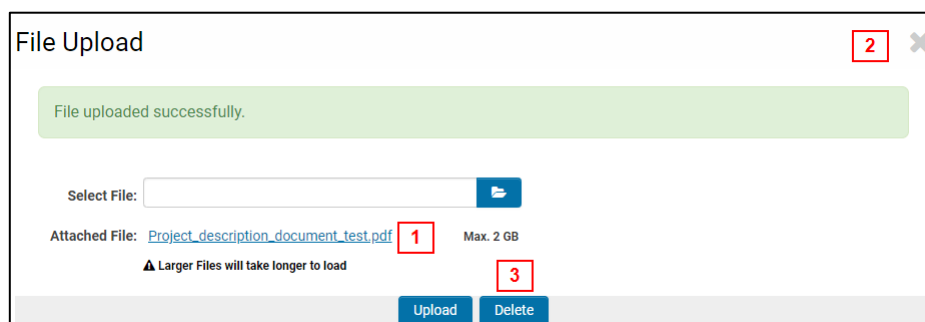 File Upload
2
File uploaded successfully.
Select File:
Attached File: Project_description_document_test.pdf 1 Max. 2 GB
Larger Files will take longer to load
3
Upload Delete